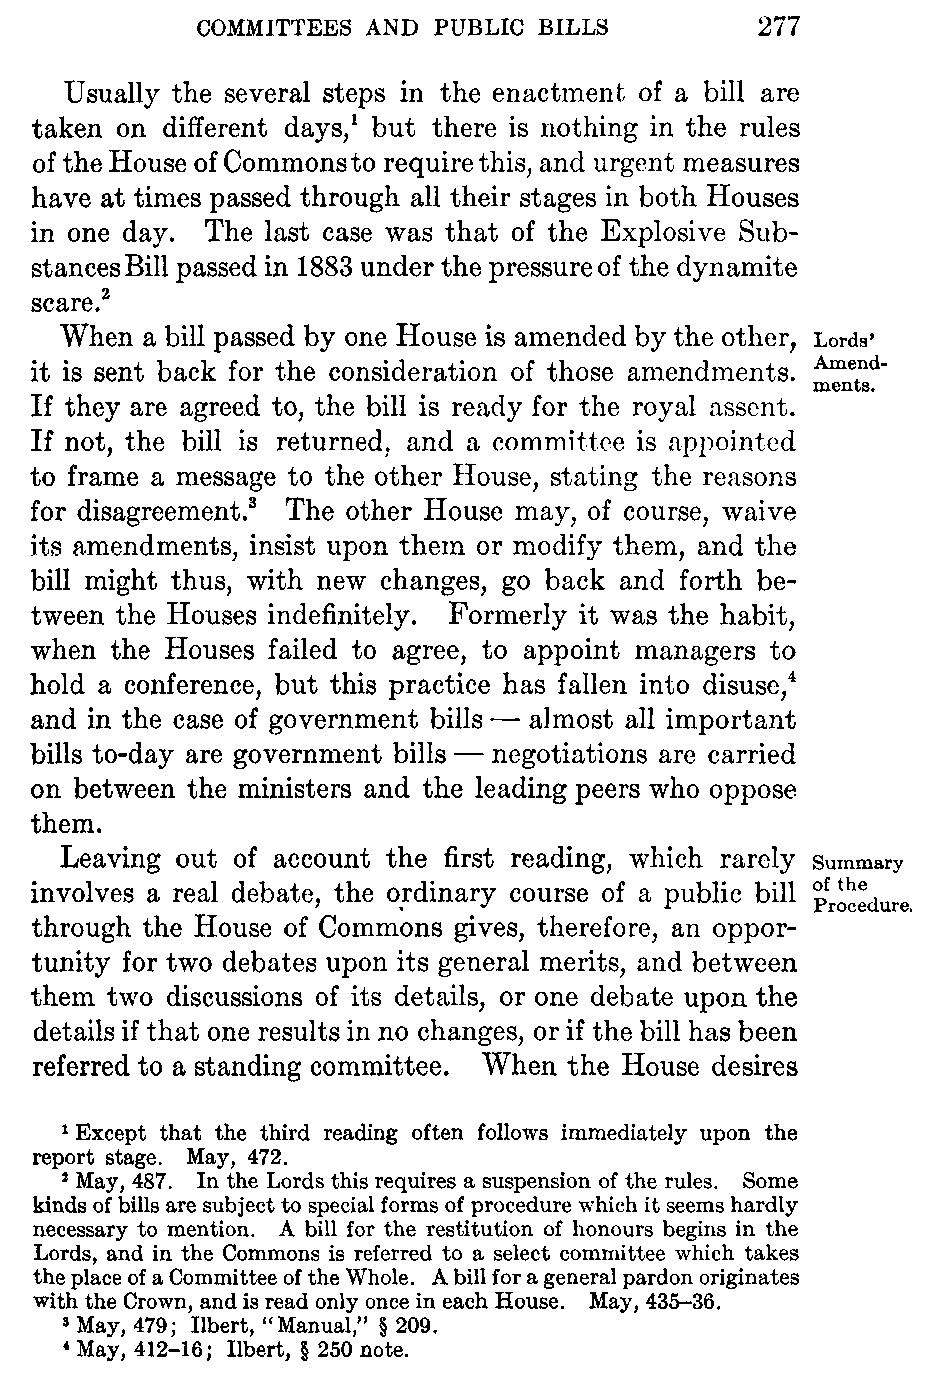 COMMITTEES AND PUBLIC BILLS 277
Usually the several steps in the enactment of a bill are
taken on different days,¹ but there is nothing in the rules
of the House of Commons to require this, and urgent measures
have at times passed through all their stages in both Houses
in one day. The last case was that of the Explosive Sub-
stances Bill passed in 1883 under the pressure of the dynamite
scare.²
When a bill passed by one House is amended by the other,
it is sent back for the consideration of those amendments.
If they are agreed to, the bill is ready for the royal assent.
If not, the bill is returned, and a committee is appointed
to frame a message to the other House, stating the reasons
for disagreement.³ The other House may, of course, waive
its amendments, insist upon them or modify them, and the
bill might thus, with new changes, go back and forth be-
tween the Houses indefinitely. Formerly it was the habit,
when the Houses failed to agree, to appoint managers to
hold a conference, but this practice has fallen into disuse,⁴
and in the case of government bills — almost all important
bills to-day are government bills — negotiations are carried
on between the ministers and the leading peers who oppose
them.
Lords'
Amend-
ments.
Leaving out of account the first reading, which rarely
involves a real debate, the ordinary course of a public bill
through the House of Commons gives, therefore, an oppor-
tunity for two debates upon its general merits, and between
them two discussions of its details, or one debate upon the
details if that one results in no changes, or if the bill has been
referred to a standing committee. When the House desires
Summary
of the
Procedure.
¹ Except that the third reading often follows immediately upon the
report stage. May, 472.
² May, 487. In the Lords this requires a suspension of the rules. Some
kinds of bills are subject to special forms of procedure which it seems hardly
necessary to mention. A bill for the restitution of honours begins in the
Lords, and in the Commons is referred to a select committee which takes
the place of a Committee of the Whole. A bill for a general pardon originates
with the Crown, and is read only once in each House. May, 435–36.
³ May, 479; Ilbert, "Manual," § 209.
⁴ May, 412–16; Ilbert, § 250 note.